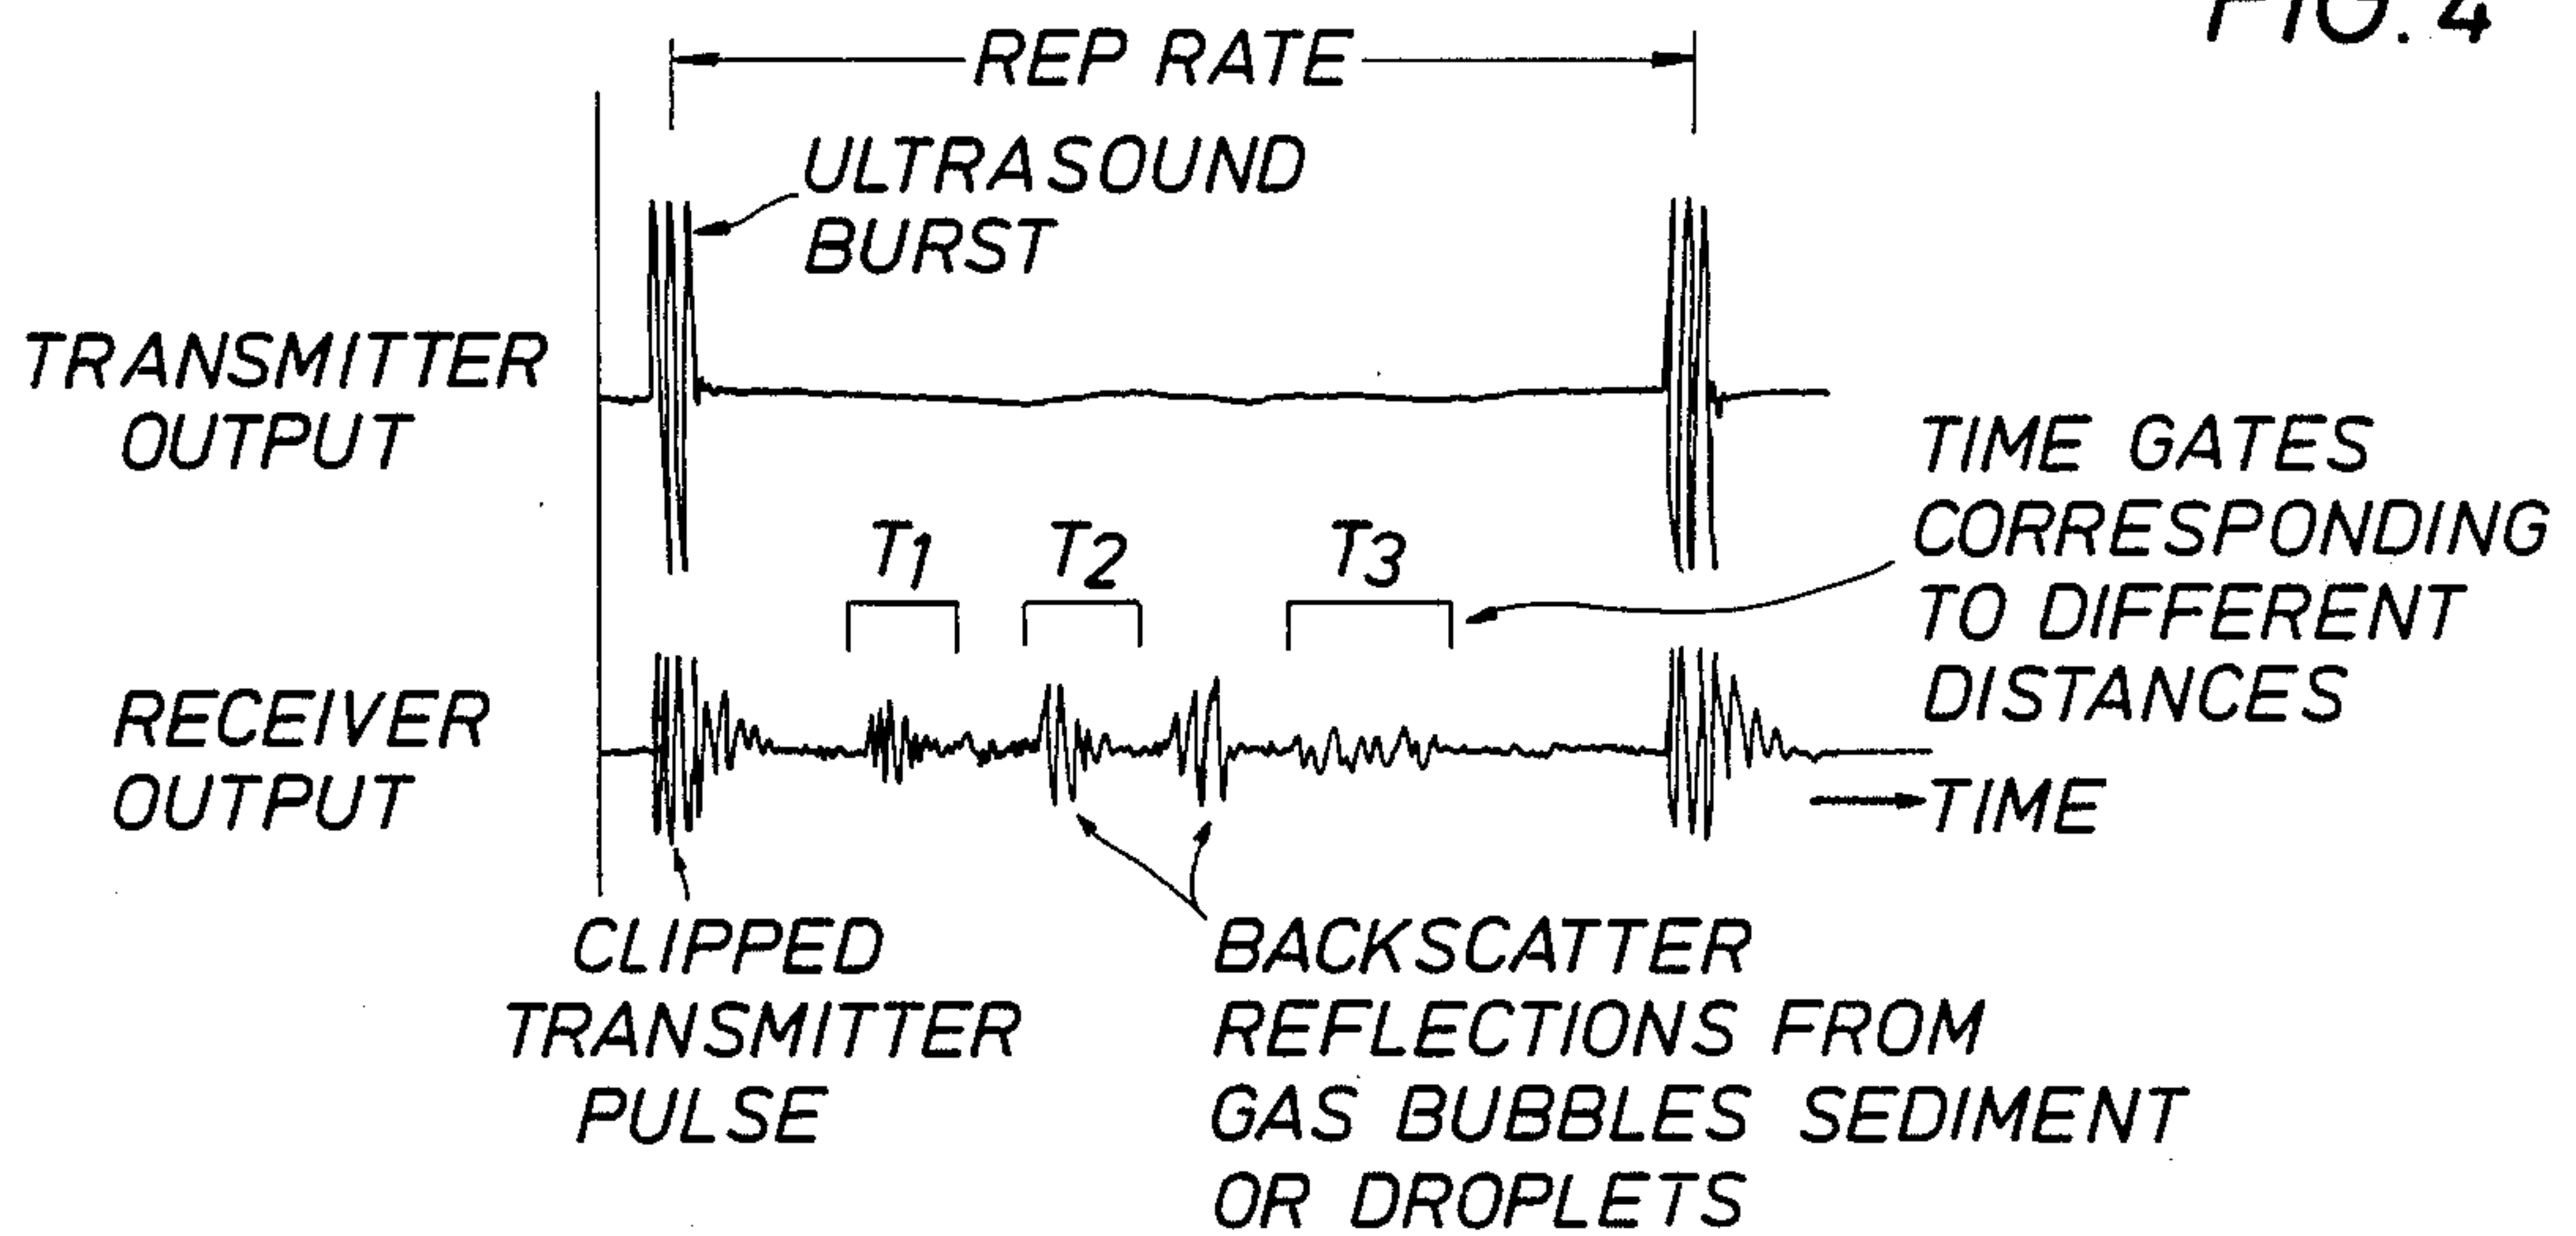 FIG. 4
REP RATE
ULTRASOUND
BURST
TRANSMITTER
OUTPUT
TIME GATES
CORRESPONDING
TO DIFFERENT
DISTANCES
T1
T2
T3
RECEIVER
OUTPUT
TIME
CLIPPED
TRANSMITTER
PULSE
BACKSCATTER
REFLECTIONS FROM
GAS BUBBLES SEDIMENT
OR DROPLETS